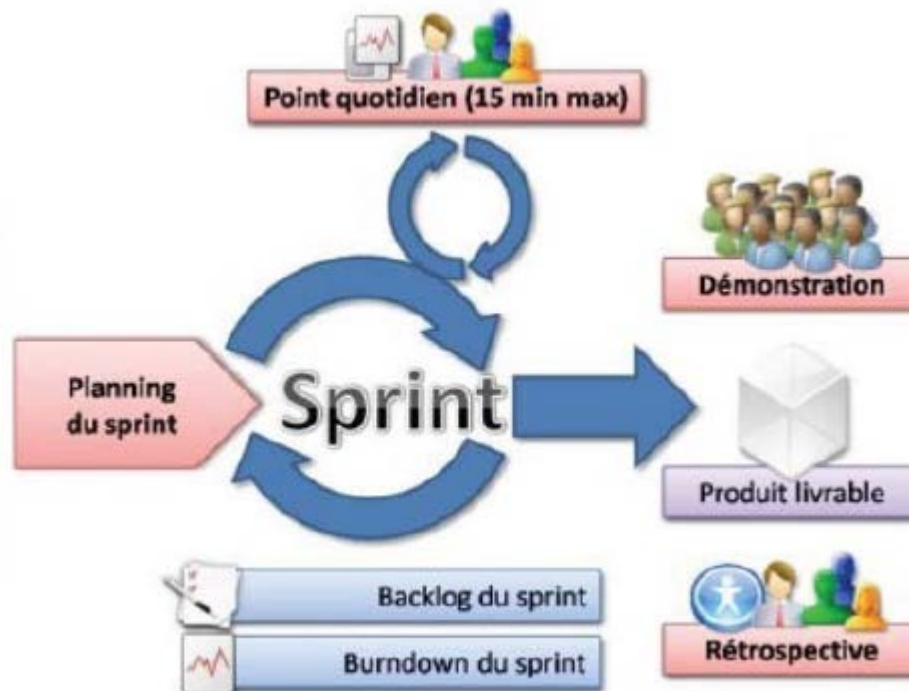 Point quotidien (15 min max)
Démonstration
Planning
du sprint
Sprint
Produit livrable
Backlog du sprint
Burndown du sprint
Rétrospective